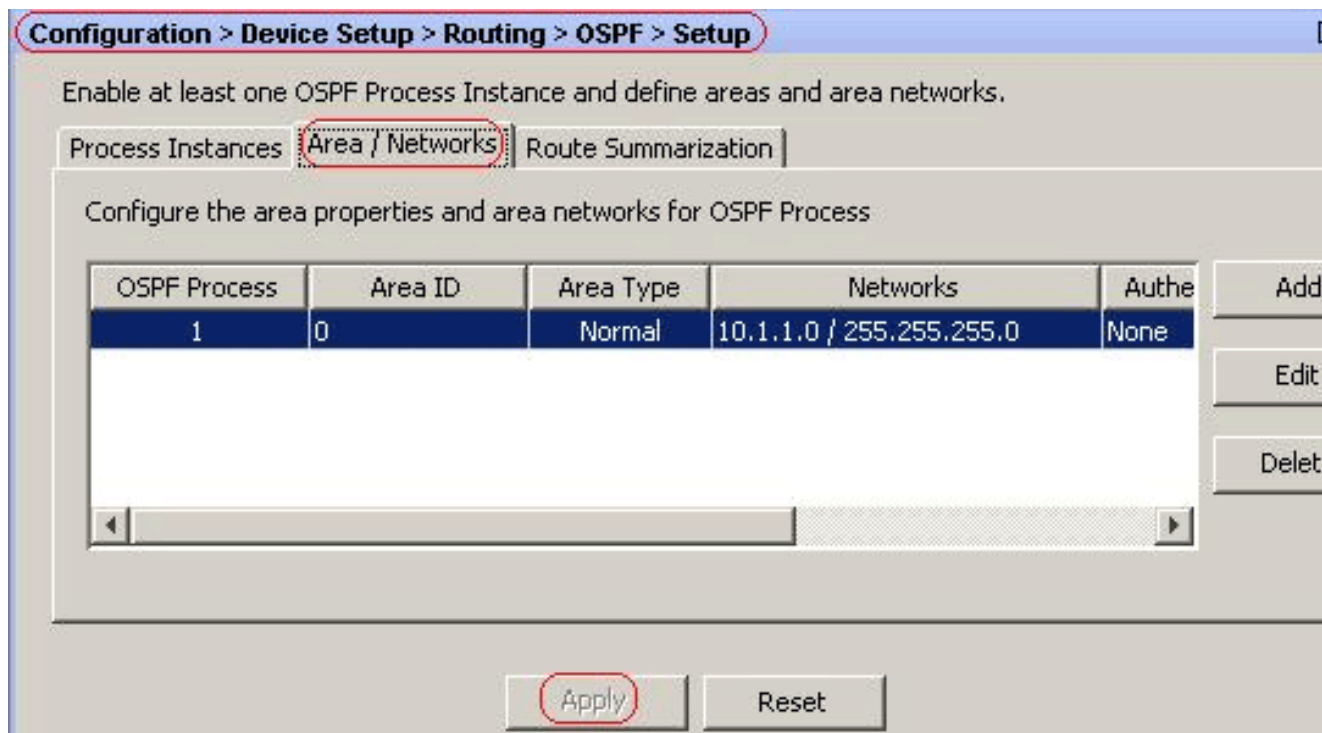 Configuration > Device Setup > Routing > OSPF > Setup
Enable at least one OSPF Process Instance and define areas and area networks.
Process Instances Area / Networks Route Summarization
Configure the area properties and area networks for OSPF Process
OSPF Process Area ID Area Type Networks Authe Add
1 0 Normal 10.1.1.0 / 255.255.255.0 None
Edit
Delet
Apply Reset